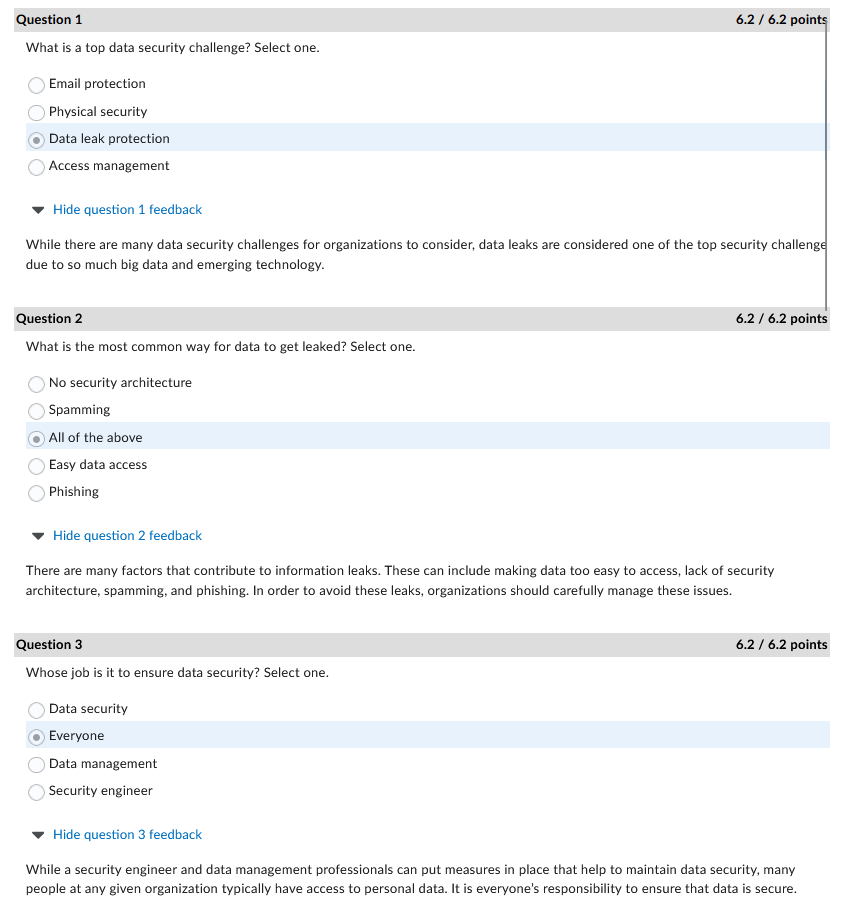 Question 1 6.2 / 6.2 points
What is a top data security challenge? Select one.
Email protection
Physical security
Data leak protection
Access management
Hide question 1 feedback
While there are many data security challenges for organizations to consider, data leaks are considered one of the top security challenge
due to so much big data and emerging technology.
Question 2 6.2 / 6.2 points
What is the most common way for data to get leaked? Select one.
No security architecture
Spamming
All of the above
Easy data access
Phishing
Hide question 2 feedback
There are many factors that contribute to information leaks. These can include making data too easy to access, lack of security
architecture, spamming, and phishing. In order to avoid these leaks, organizations should carefully manage these issues.
Question 3 6.2 / 6.2 points
Whose job is it to ensure data security? Select one.
Data security
Everyone
Data management
Security engineer
Hide question 3 feedback
While a security engineer and data management professionals can put measures in place that help to maintain data security, many
people at any given organization typically have access to personal data. It is everyone's responsibility to ensure that data is secure.